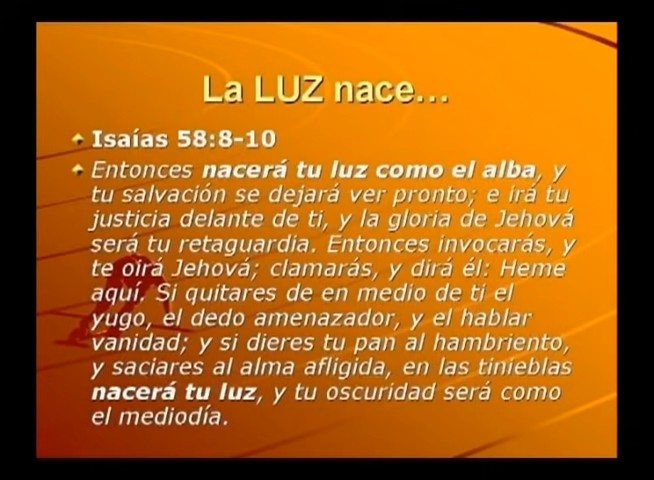 La LUZ nace...
Isaías 58:8-10
Entonces nacerá tu luz como el alba, y
tu salvación se dejará ver pronto; e irá tu
justicia delante de ti, y la gloria de Jehová
será tu retaguardia. Entonces invocarás, y
te oirá Jehová; clamarás, y dirá él: Heme
aquí. Si quitares de en medio de ti el
yugo, el dedo amenazador, y el hablar
vanidad; y si dieres tu pan al hambriento,
y saciares al alma afligida, en las tinieblas
nacerá tu luz, y tu oscuridad será como
el mediodía.